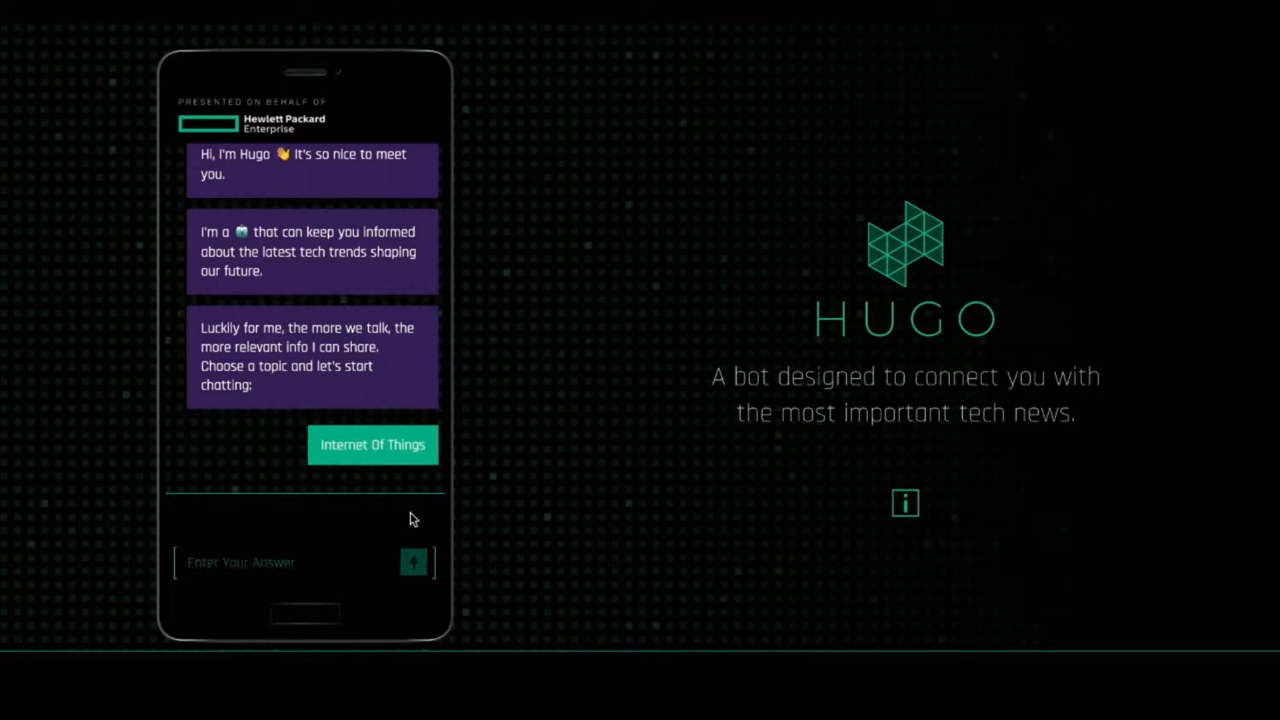 PRESENTED ON BEHALF OF
Hewlett Packard
Enterprise
Hi, I'm Hugo 👋 It's so nice to meet
you.
I'm a 🤖 that can keep you informed
about the latest tech trends shaping
our future.
Luckily for me, the more we talk, the
more relevant info I can share.
Choose a topic and let's start
chatting:
Internet Of Things
Enter Your Answer
HUGO
A bot designed to connect you with
the most important tech news.
i